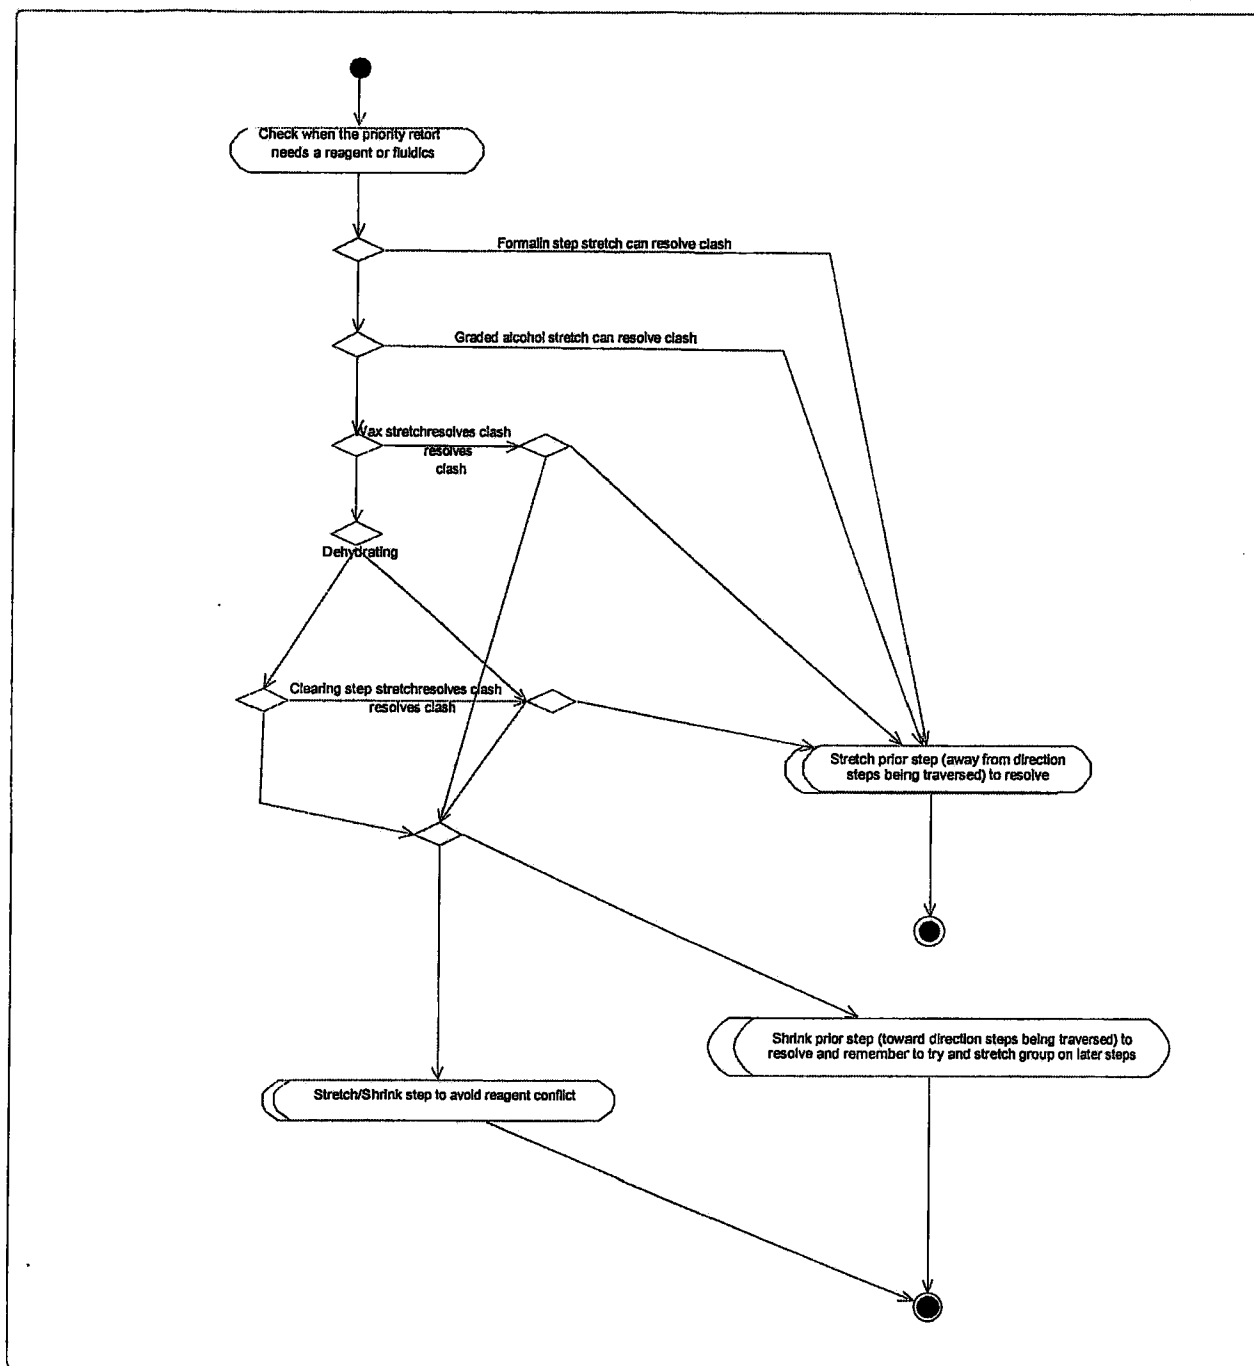 Check when the priority retort
needs a reagent or fluidics
Formalin step stretch can resolve clash
Graded alcohol stretch can resolve clash
Wax stretchresolves clash
resolves
clash
Dehydrating
Clearing step stretchresolves clash
resolves clash
Stretch prior step (away from direction
steps being traversed) to resolve
Shrink prior step (toward direction steps being traversed) to
resolve and remember to try and stretch group on later steps
Stretch/Shrink step to avoid reagent conflict